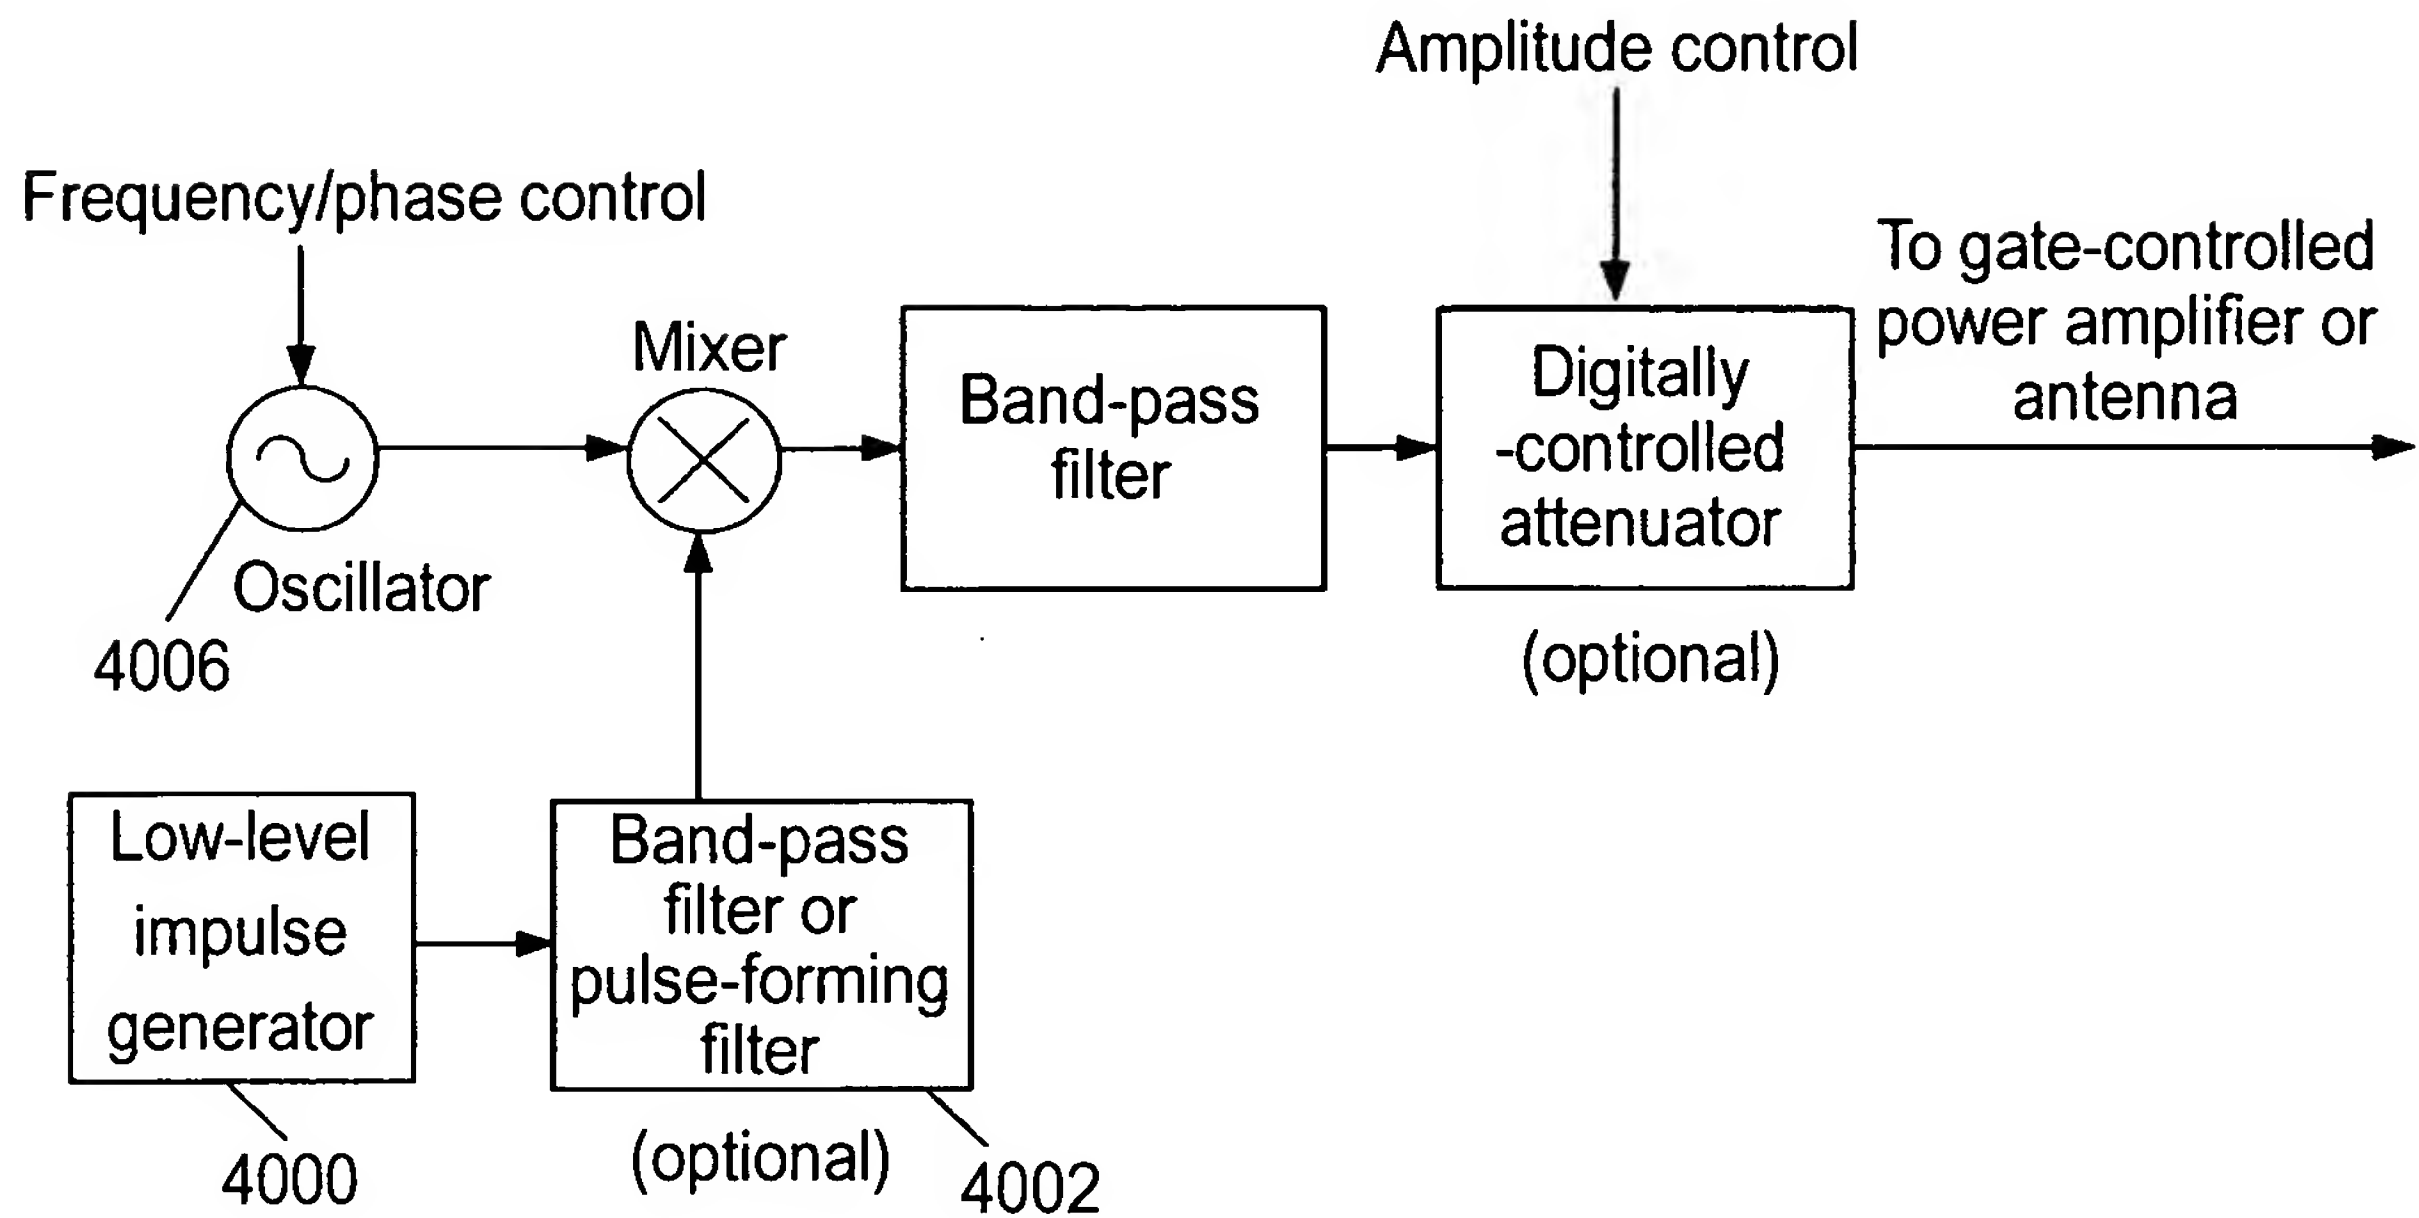 Amplitude control
Frequency/phase control
To gate-controlled
power amplifier or
antenna
Mixer
Band-pass
filter
Digitally
-controlled
attenuator
(optional)
Oscillator
4006
Low-level
impulse
generator
4000
Band-pass
filter or
pulse-forming
filter
(optional)
4002